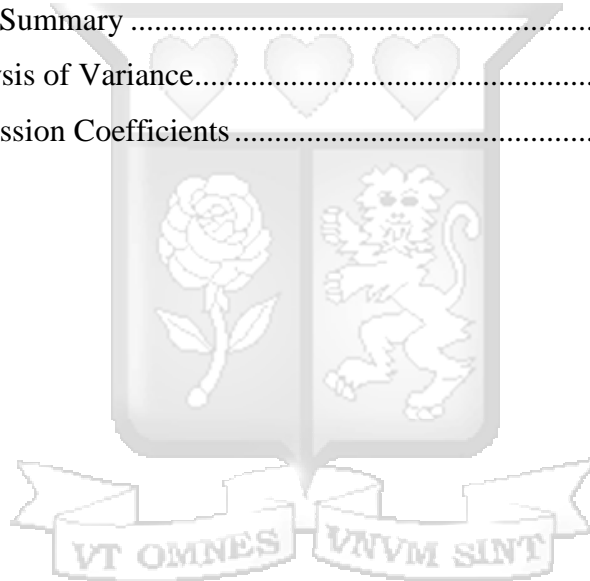 Summary ........................................................
sis of Variance................................................
ssion Coefficients ...........................................
VT OMNES VNVM SINT